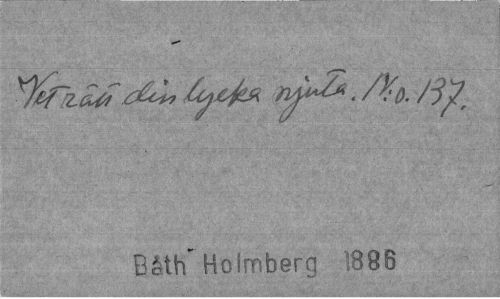 Vet rätt din lycka njuta. N:o. 137.
Båth Holmberg 1886